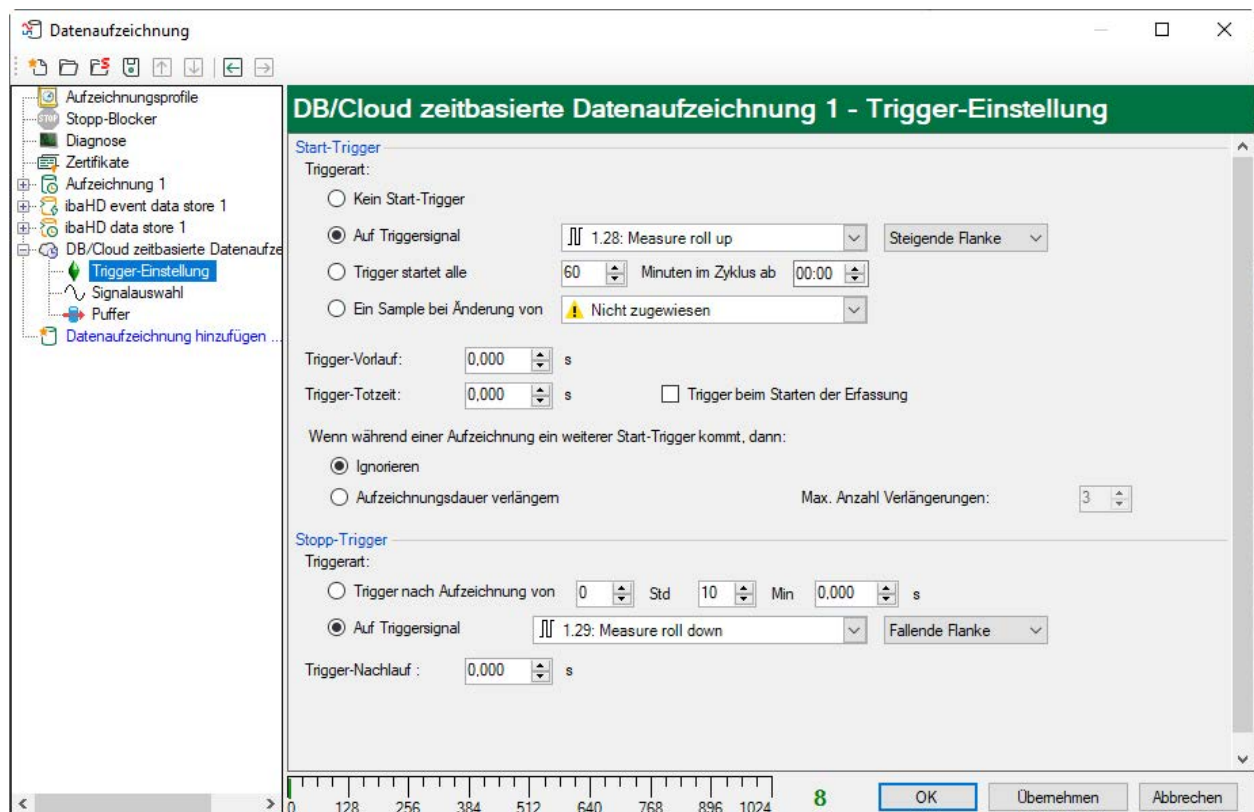 Datenaufzeichnung
Aufzeichnungsprofile
STOP Stopp-Blocker
Diagnose
Zertifikate
Aufzeichnung 1
ibaHD event data store 1
ibaHD data store 1
DB/Cloud zeitbasierte Datenaufze
Trigger-Einstellung
Signalauswahl
Puffer
Datenaufzeichnung hinzufügen ...
DB/Cloud zeitbasierte Datenaufzeichnung 1 - Trigger-Einstellung
Start-Trigger
Triggerart:
Kein Start-Trigger
Auf Triggersignal 1.28: Measure roll up Steigende Flanke
Trigger startet alle 60 Minuten im Zyklus ab 00:00
Ein Sample bei Änderung von Nicht zugewiesen
Trigger-Vorlauf: 0,000 s
Trigger-Totzeit: 0,000 s Trigger beim Starten der Erfassung
Wenn während einer Aufzeichnung ein weiterer Start-Trigger kommt, dann:
Ignorieren
Aufzeichnungsdauer verlängern Max. Anzahl Verlängerungen: 3
Stopp-Trigger
Triggerart:
Trigger nach Aufzeichnung von 0 Std 10 Min 0,000 s
Auf Triggersignal 1.29: Measure roll down Fallende Flanke
Trigger-Nachlauf : 0,000 s
0 128 256 384 512 640 768 896 1024 8 OK Übernehmen Abbrechen